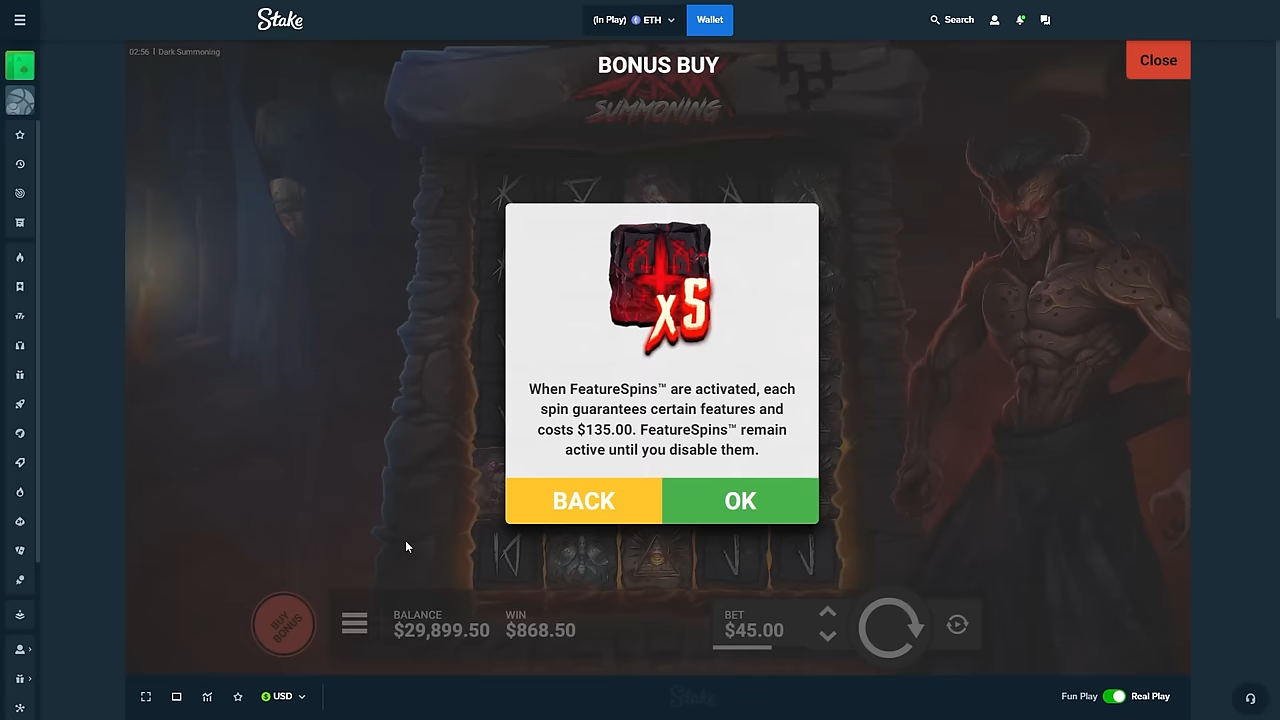 Stake
(In Play) ETH
Wallet
Search
02:56 | Dark Summoning
BONUS BUY
Close
SUMMONING
x5
When FeatureSpins™ are activated, each
spin guarantees certain features and
costs $135.00. FeatureSpins™ remain
active until you disable them.
BACK
OK
BUY
BONUS
BALANCE
$29,899.50
WIN
$868.50
BET
$45.00
USD
Stake
Fun Play
Real Play